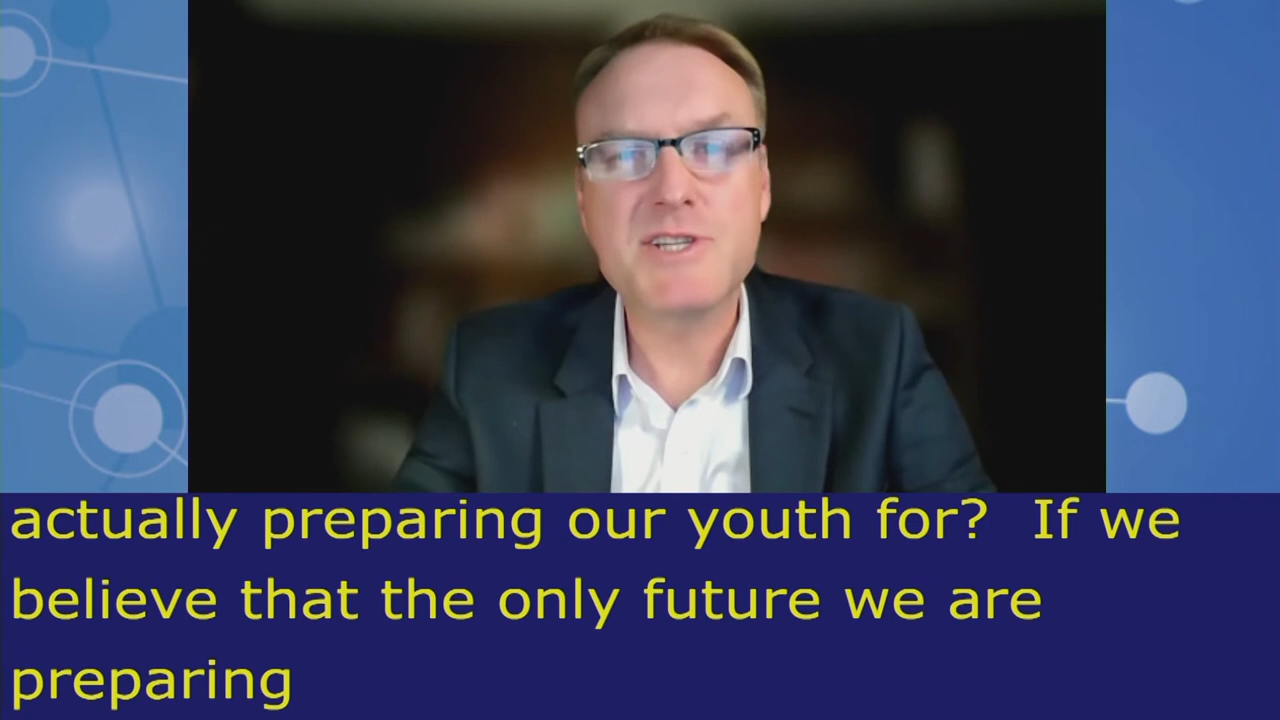 actually preparing our youth for?  If we
believe that the only future we are
preparing